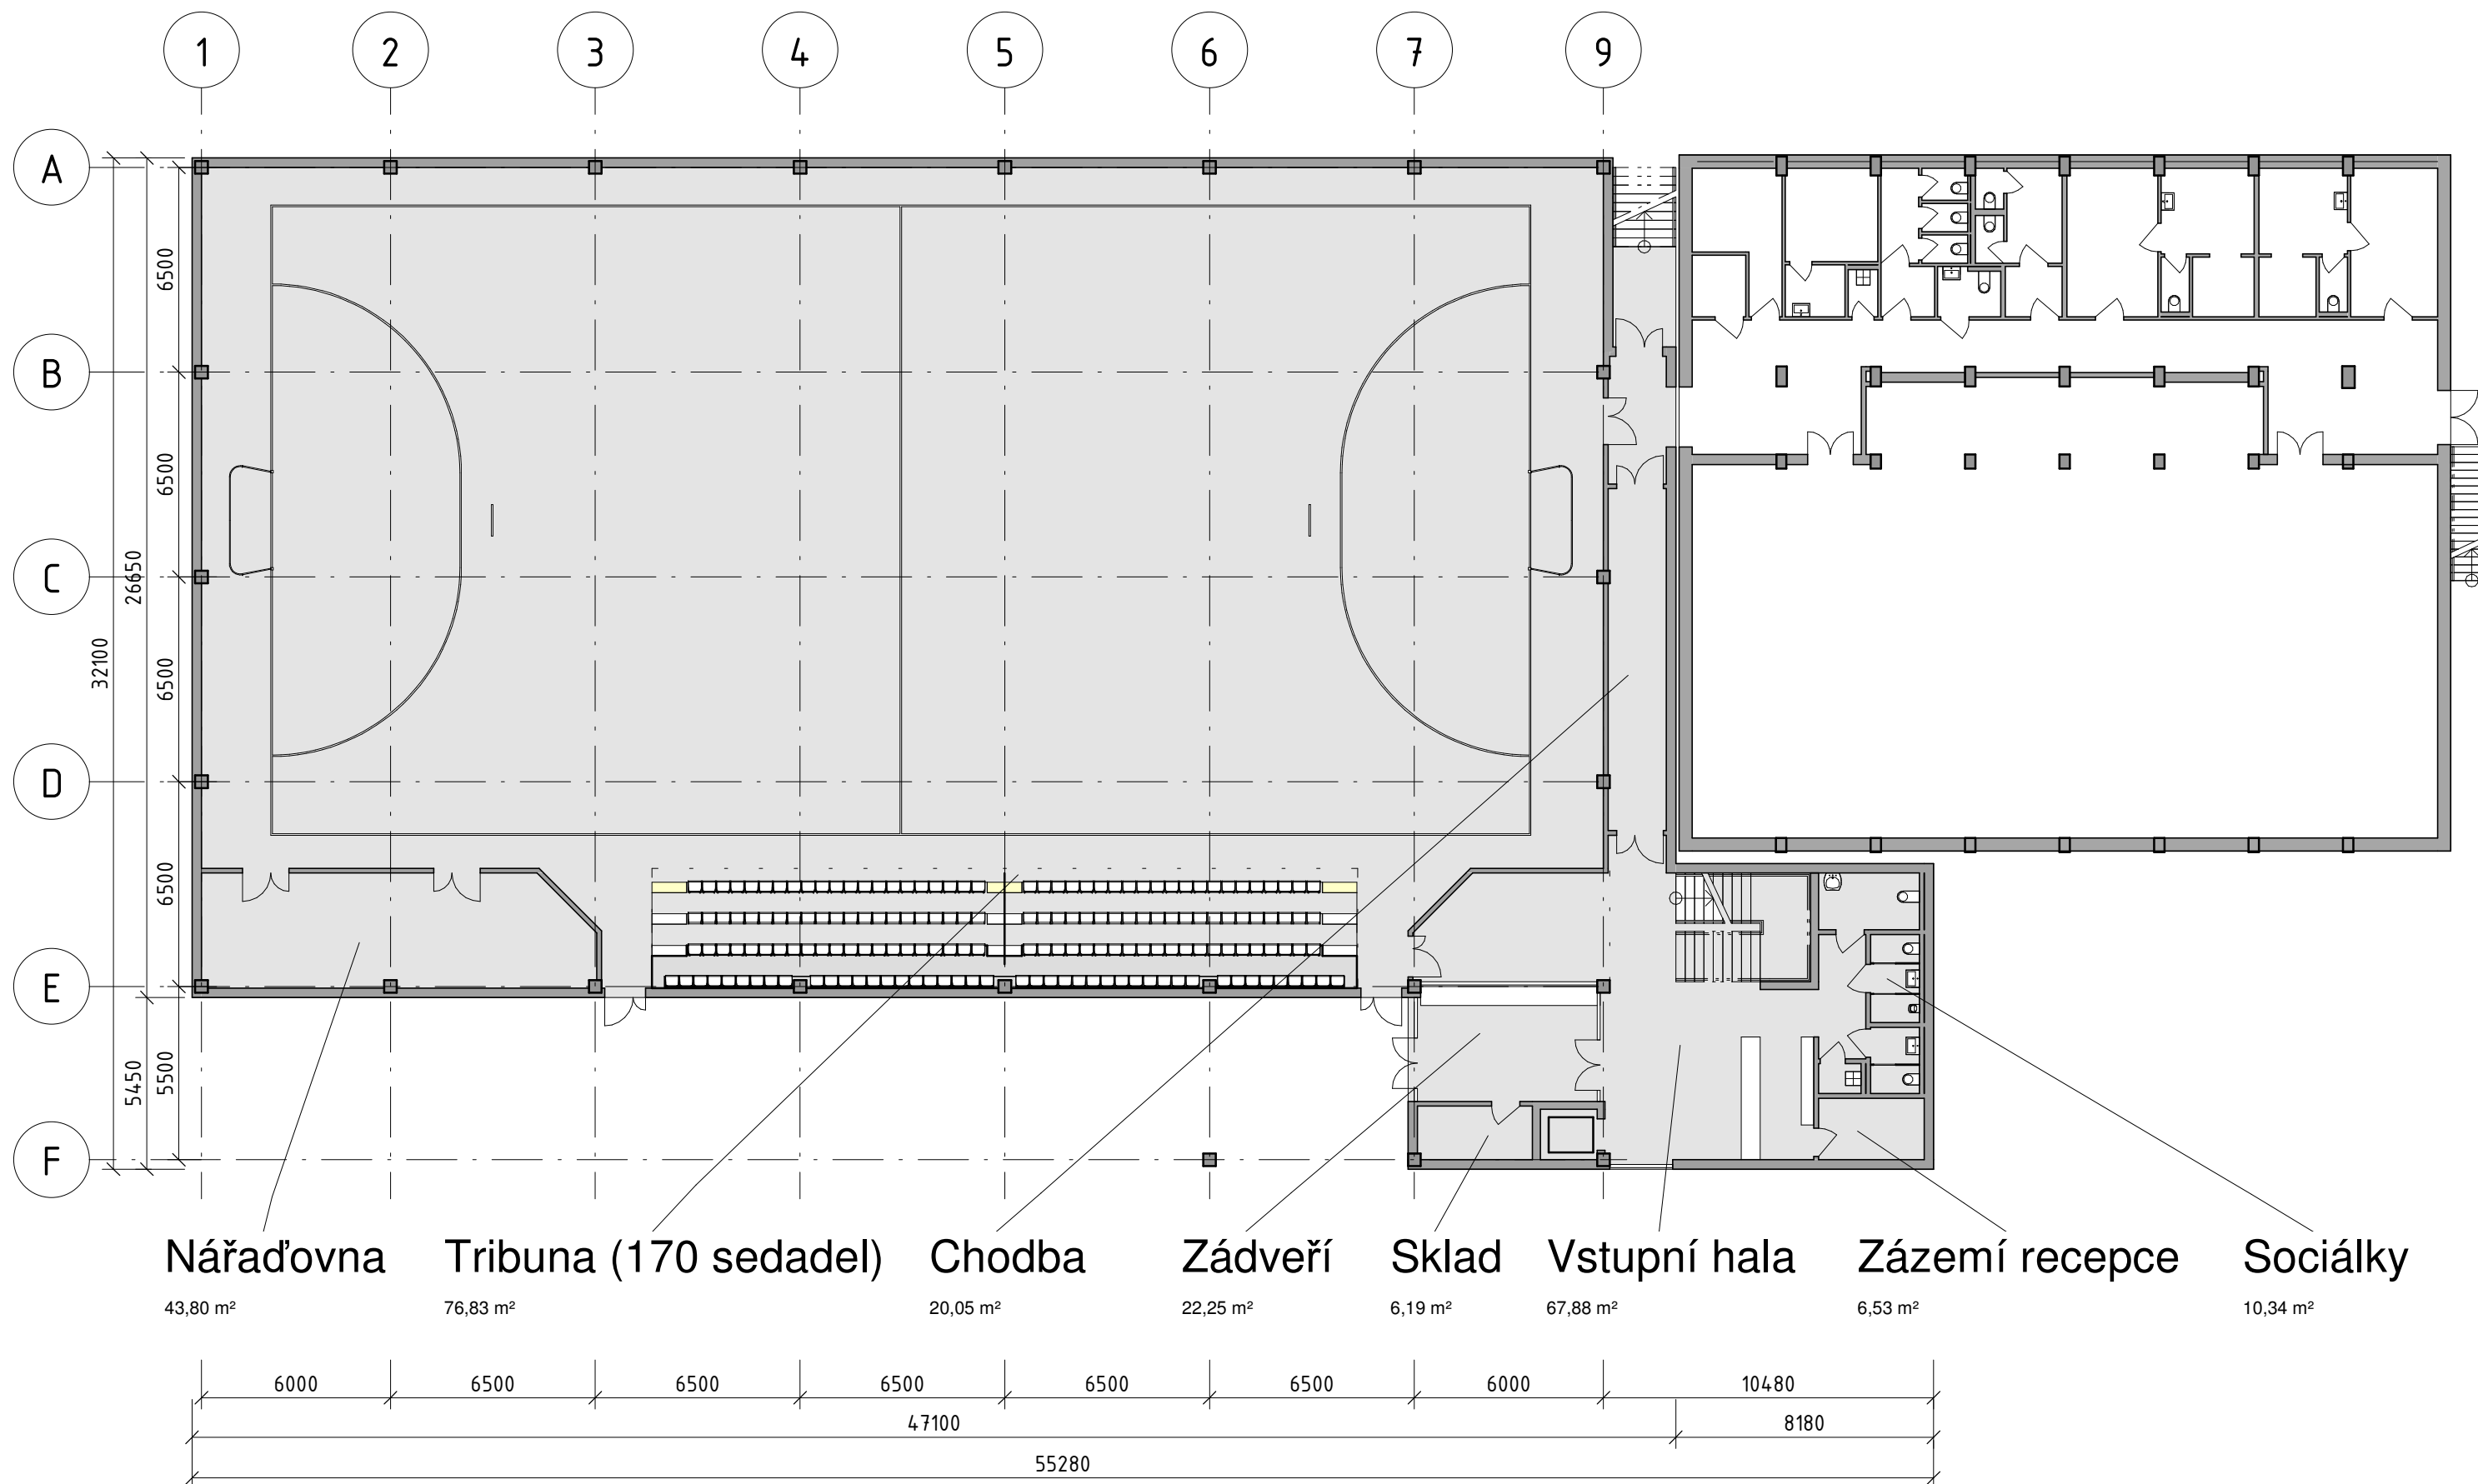 1 2 3 4 5 6 7 9
A
6500
B
6500
26650
C
32100
6500
D
6500
E
5450
5500
F
Nářaďovna Tribuna (170 sedadel) Chodba Zádveří Sklad Vstupní hala Zázemí recepce Sociálky
43,80 m² 76,83 m² 20,05 m² 22,25 m² 6,19 m² 67,88 m² 6,53 m² 10,34 m²
6000 6500 6500 6500 6500 6500 6000 10480
47100 8180
55280